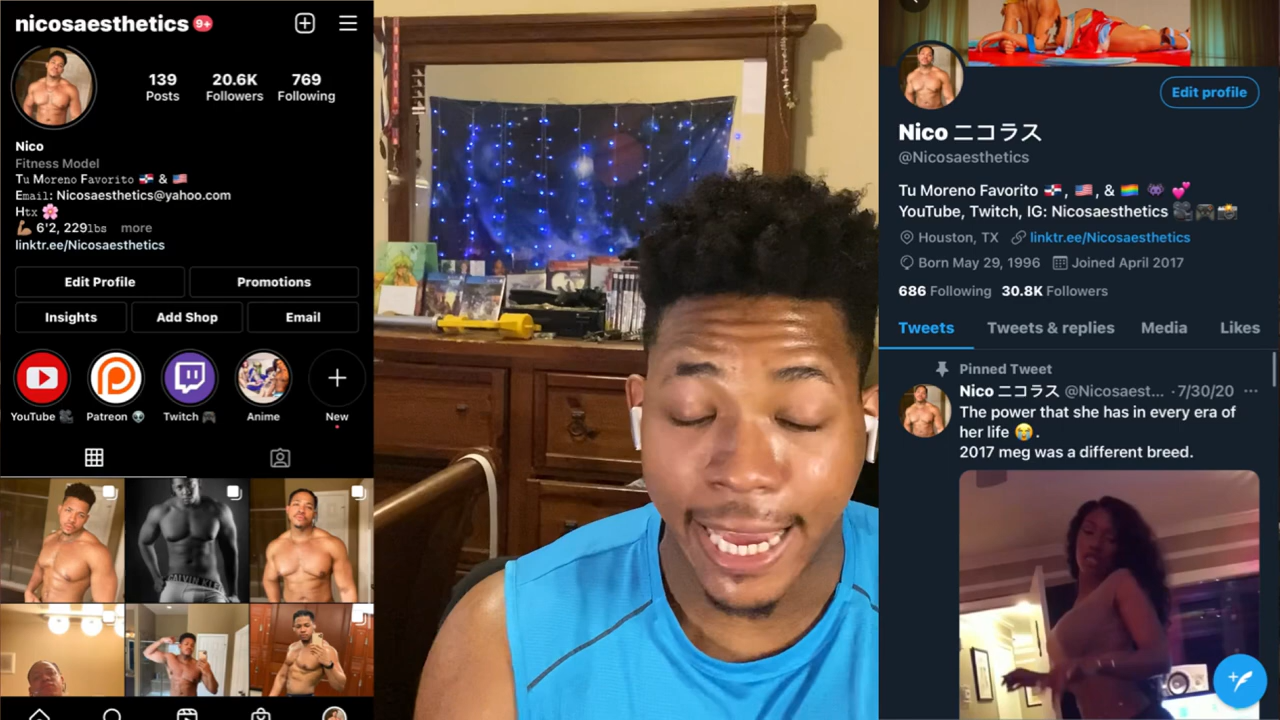 nicosaesthetics 9+
139 20.6K 769
Posts Followers Following
Nico
Fitness Model
Tu Moreno Favorito 🇩🇴 & 🇺🇸
Email: Nicosaesthetics@yahoo.com
Htx 🌸
💪🏽 6'2, 229lbs more
linktr.ee/Nicosaesthetics
Edit Profile Promotions
Insights Add Shop Email
YouTube 🎥 Patreon 👽 Twitch 🎮 Anime New
CALVIN KLE
Edit profile
Nico ニコラス
@Nicosaesthetics
Tu Moreno Favorito 🇩🇴, 🇺🇸, & 🏳️‍🌈 👾 💕
YouTube, Twitch, IG: Nicosaesthetics 🎥🎮📸
Houston, TX linktr.ee/Nicosaesthetics
Born May 29, 1996 Joined April 2017
686 Following 30.8K Followers
Tweets Tweets & replies Media Likes
Pinned Tweet
Nico ニコラス @Nicosaest... · 7/30/20 ···
The power that she has in every era of
her life 😭.
2017 meg was a different breed.